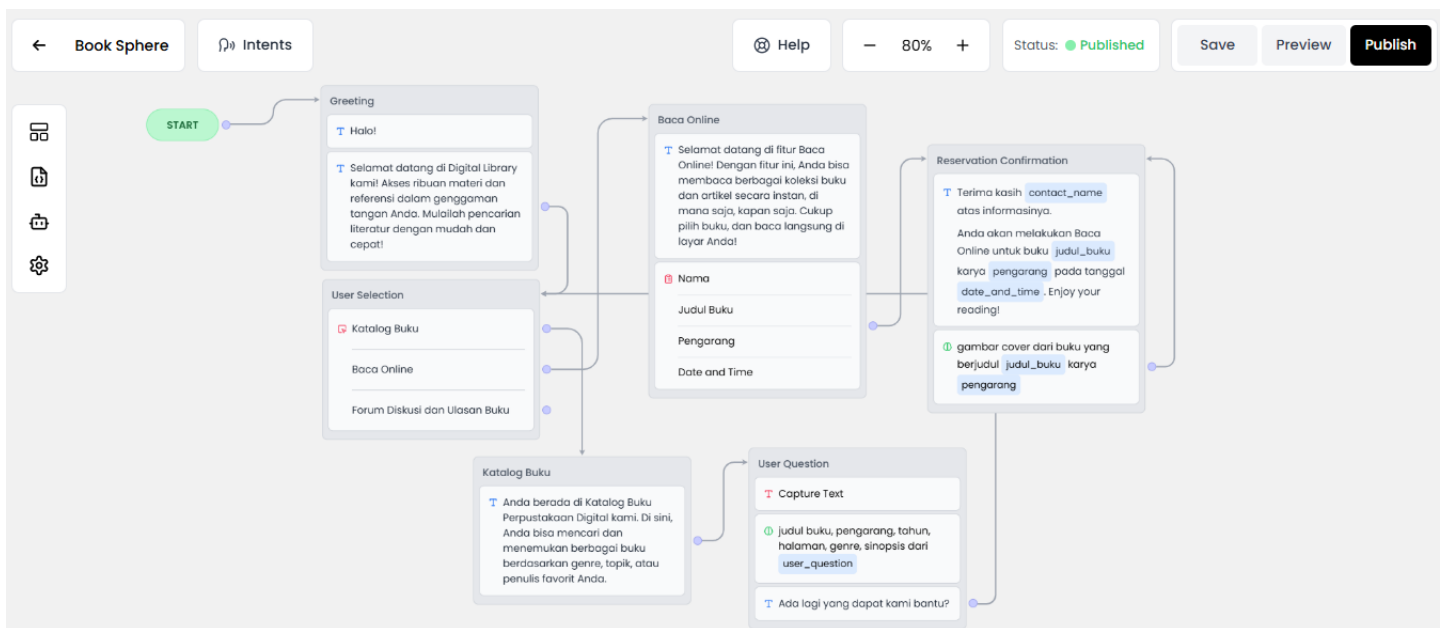 Book Sphere
Intents
Help
80%
Status: Published
Save
Preview
Publish
START
Greeting
Halo!
Selamat datang di Digital Library
kami! Akses ribuan materi dan
referensi dalam genggaman
tangan Anda. Mulailah pencarian
literatur dengan mudah dan
cepat!
User Selection
Katalog Buku
Baca Online
Forum Diskusi dan Ulasan Buku
Baca Online
Selamat datang di fitur Baca
Online! Dengan fitur ini, Anda bisa
membaca berbagai koleksi buku
dan artikel secara instan, di
mana saja, kapan saja. Cukup
pilih buku, dan baca langsung di
layar Anda!
Nama
Judul Buku
Pengarang
Date and Time
Reservation Confirmation
Terima kasih contact_name
atas informasinya.
Anda akan melakukan Baca
Online untuk buku judul_buku
karya pengarang pada tanggal
date_and_time . Enjoy your
reading!
gambar cover dari buku yang
berjudul judul_buku karya
pengarang
Katalog Buku
Anda berada di Katalog Buku
Perpustakaan Digital kami. Di sini,
Anda bisa mencari dan
menemukan berbagai buku
berdasarkan genre, topik, atau
penulis favorit Anda.
User Question
Capture Text
judul buku, pengarang, tahun,
halaman, genre, sinopsis dari
user_question
Ada lagi yang dapat kami bantu?